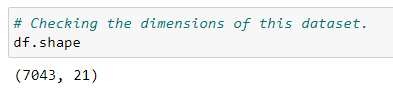 # Checking the dimensions of this dataset.
df.shape
(7043, 21)